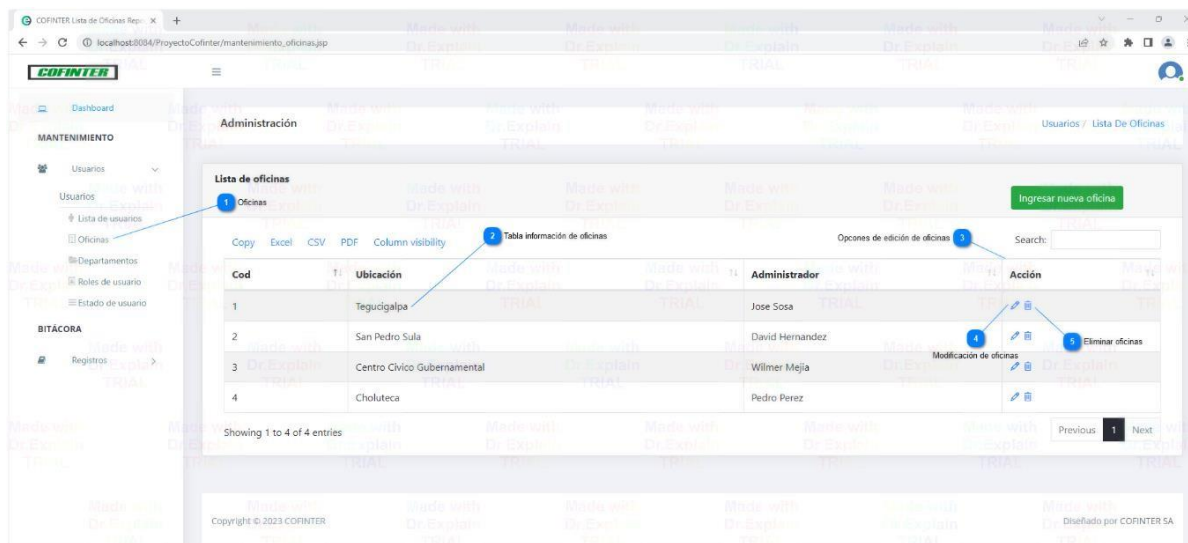 COFINTER Lista de Oficinas Repo
localhost:8084/ProyectoCofinter/mantenimiento_oficinas.jsp
COFINTER
Dashboard
MANTENIMIENTO
Usuarios
Usuarios
Lista de usuarios
Oficinas
Departamentos
Roles de usuario
Estado de usuario
BITÁCORA
Registros
Administración
Usuarios / Lista De Oficinas
Lista de oficinas
1 Oficinas
Ingresar nueva oficina
Copy Excel CSV PDF Column visibility
2 Tabla información de oficinas
Opcones de edición de oficinas 3
Search:
Cod Ubicación Administrador Acción
1 Tegucigalpa Jose Sosa
2 San Pedro Sula David Hernandez
4 Modificación de oficinas
5 Eliminar oficinas
3 Centro Civico Gubernamental Wilmer Mejia
4 Choluteca Pedro Perez
Showing 1 to 4 of 4 entries
Previous 1 Next
Copyright © 2023 COFINTER
Diseñado por COFINTER SA
Made with
Dr.Explain
TRIAL